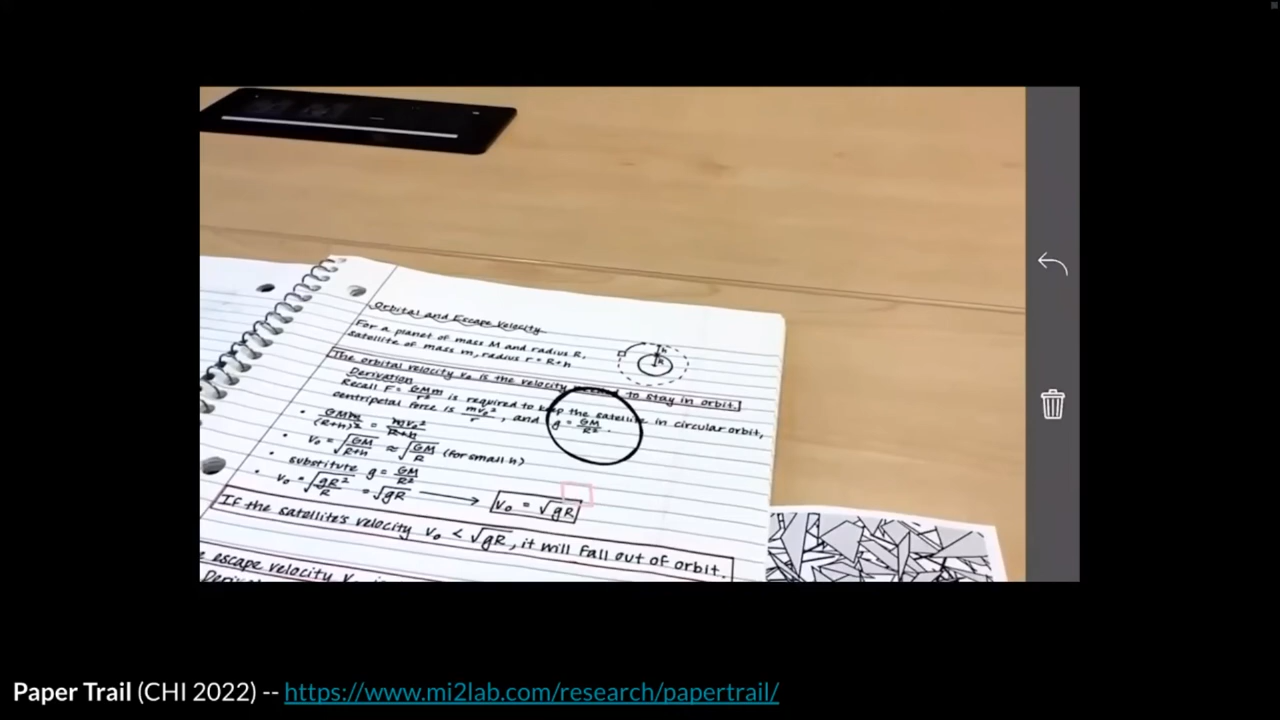 Orbital and Escape Velocity
For a planet of mass M and radius R,
satellite of mass m, radius r = R+h
h
R
The orbital velocity v₀ is the velocity needed to stay in orbit.
Derivation
Recall F = GMm/r² is required to keep the satellite in circular orbit,
centripetal force is mv₀²/r, and g = GM/R².
• GMm/(R+h)² = mv₀²/R+h
• v₀ = √GM/R+h ≈ √GM/R (for small h)
• substitute g = GM/R²
• v₀ = √gR²/R = √gR → v₀ = √gR
If the satellite's velocity v₀ < √gR, it will fall out of orbit.
escape velocity
Paper Trail (CHI 2022) -- https://www.mi2lab.com/research/papertrail/